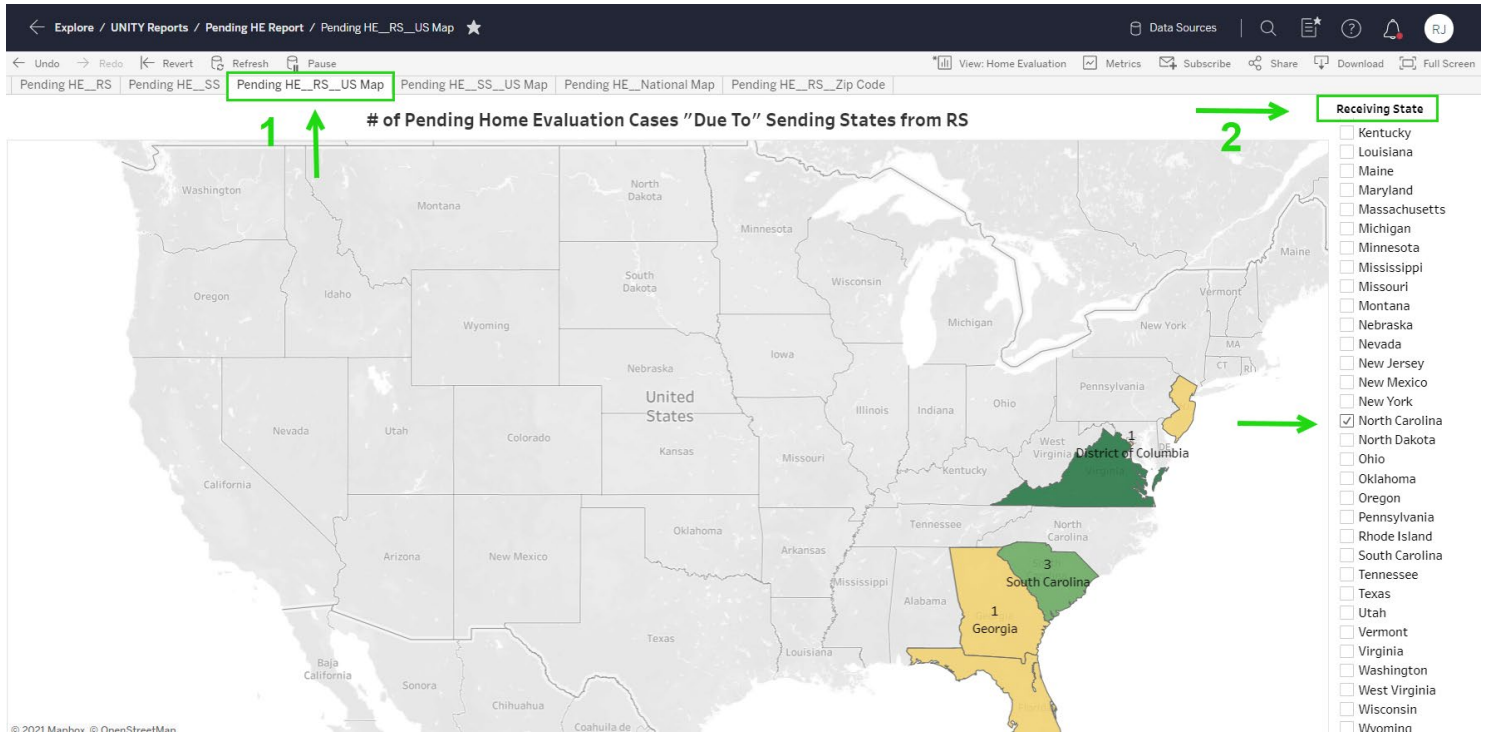 Explore / UNITY Reports / Pending HE Report / Pending HE__RS__US Map
Data Sources
RJ
Undo Redo Revert Refresh Pause
View: Home Evaluation Metrics Subscribe Share Download Full Screen
Pending HE__RS Pending HE__SS Pending HE__RS__US Map Pending HE__SS__US Map Pending HE__National Map Pending HE__RS__Zip Code
1
# of Pending Home Evaluation Cases "Due To" Sending States from RS
2
Receiving State
Kentucky
Louisiana
Maine
Maryland
Massachusetts
Michigan
Minnesota
Mississippi
Missouri
Montana
Nebraska
Nevada
New Jersey
New Mexico
New York
North Carolina
North Dakota
Ohio
Oklahoma
Oregon
Pennsylvania
Rhode Island
South Carolina
Tennessee
Texas
Utah
Vermont
Virginia
Washington
West Virginia
Wisconsin
Wyoming
Washington
Montana
North
Dakota
Minnesota
Maine
Oregon
Idaho
South
Dakota
Wisconsin
Vermont
Wyoming
Michigan
New York
MA
CT
RI
Iowa
Nebraska
Pennsylvania
United
States
Illinois
Indiana
Ohio
Nevada
Utah
Colorado
Kansas
Missouri
West
Virginia
1
District of Columbia
DE
Virginia
Kentucky
California
Oklahoma
Tennessee
North
Carolina
Arizona
New Mexico
Arkansas
Mississippi
Alabama
3
South Carolina
1
Georgia
Texas
Louisiana
Baja
California
Sonora
Chihuahua
Coahuila de
Florida
© 2021 Mapbox © OpenStreetMap